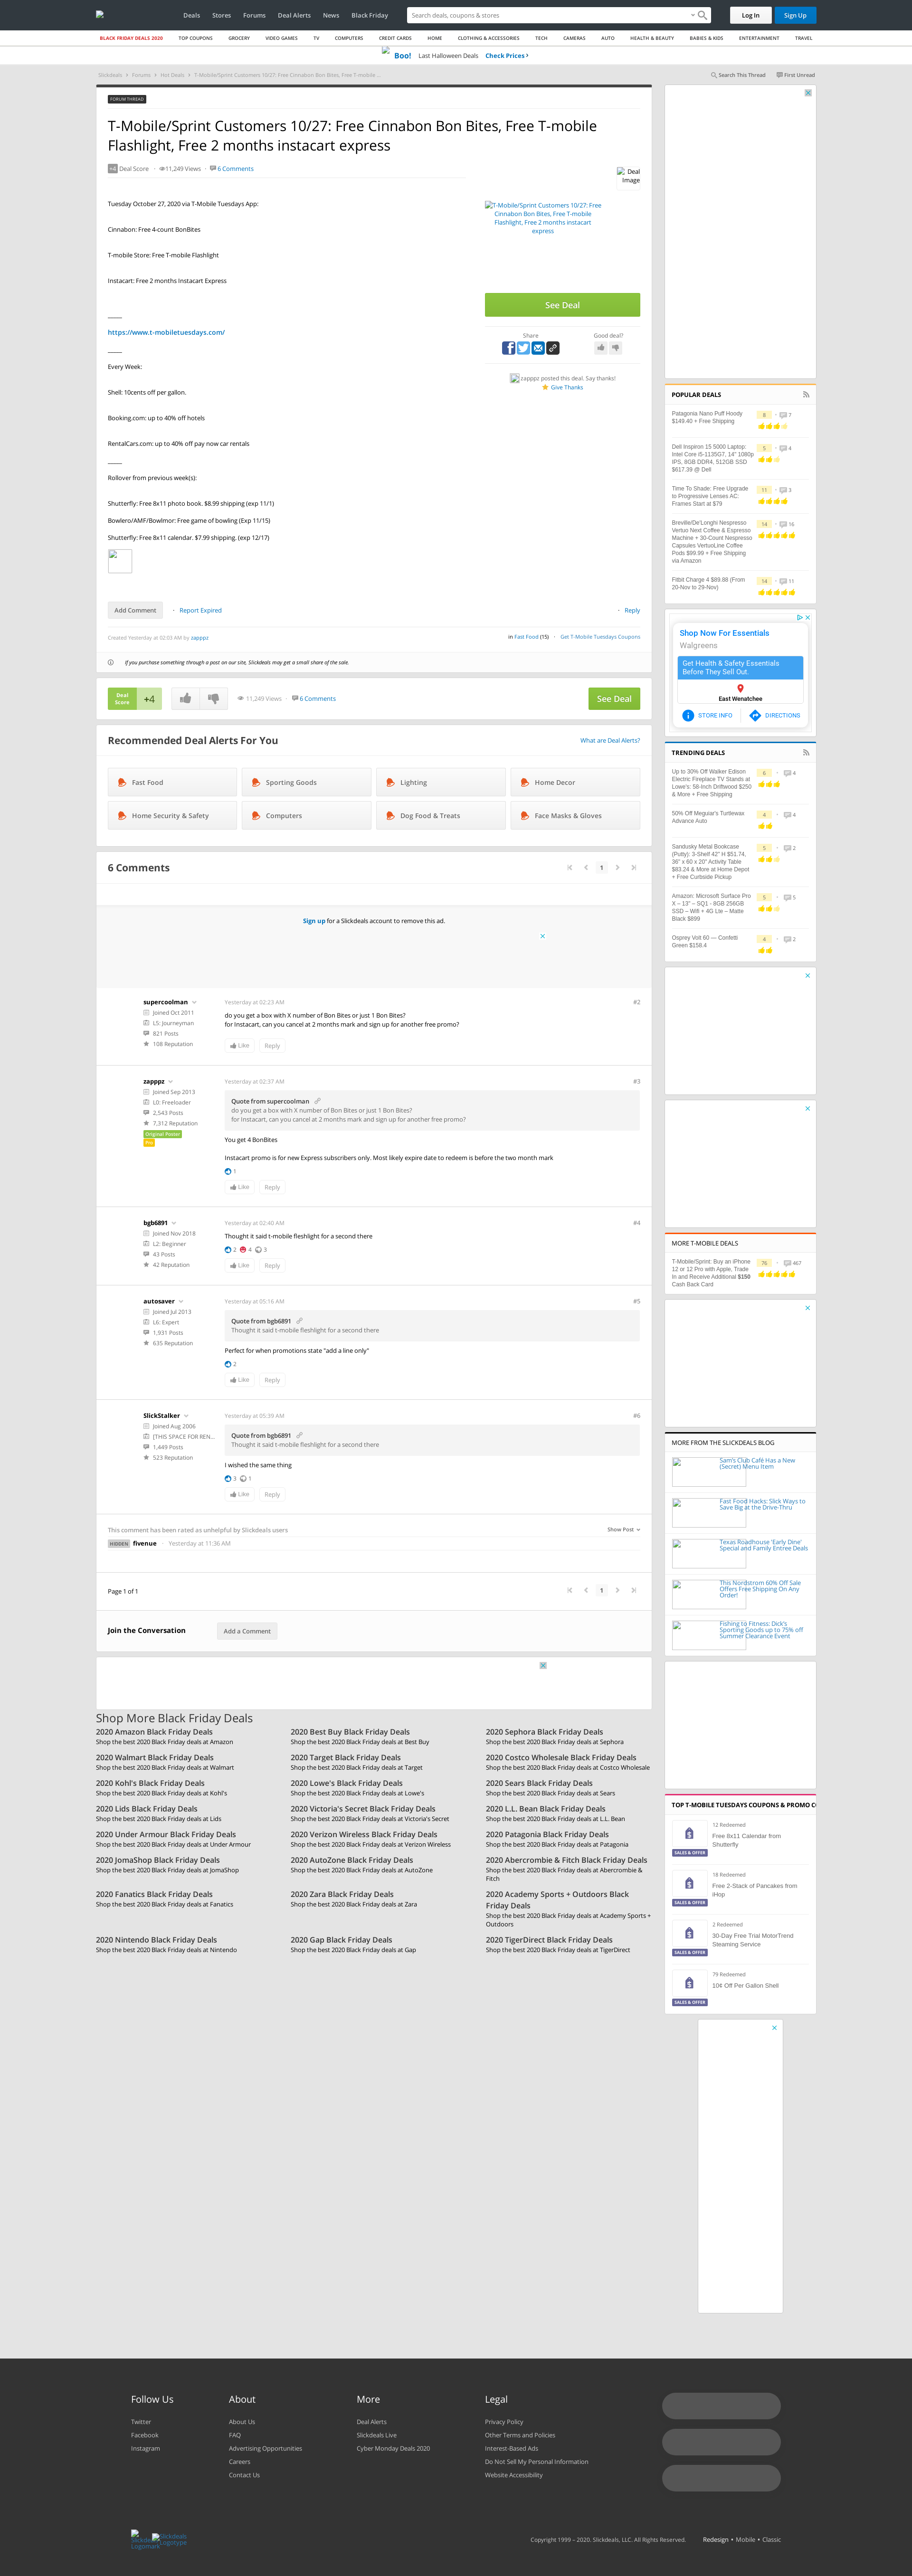 Deals Stores Forums Deal Alerts News Black Friday
Search deals, coupons & stores
Log In
Sign Up
BLACK FRIDAY DEALS 2020 TOP COUPONS GROCERY VIDEO GAMES TV COMPUTERS CREDIT CARDS HOME CLOTHING & ACCESSORIES TECH CAMERAS AUTO HEALTH & BEAUTY BABIES & KIDS ENTERTAINMENT TRAVEL
Boo! Last Halloween Deals Check Prices
Slickdeals Forums Hot Deals T-Mobile/Sprint Customers 10/27: Free Cinnabon Bon Bites, Free T-mobile ...
Search This Thread First Unread
FORUM THREAD
T-Mobile/Sprint Customers 10/27: Free Cinnabon Bon Bites, Free T-mobile
Flashlight, Free 2 months instacart express
+4 Deal Score 11,249 Views 6 Comments
Deal
Image
Tuesday October 27, 2020 via T-Mobile Tuesdays App:
Cinnabon: Free 4-count BonBites
T-mobile Store: Free T-mobile Flashlight
Instacart: Free 2 months Instacart Express
https://www.t-mobiletuesdays.com/
Every Week:
Shell: 10cents off per gallon.
Booking.com: up to 40% off hotels
RentalCars.com: up to 40% off pay now car rentals
Rollover from previous week(s):
Shutterfly: Free 8x11 photo book. $8.99 shipping (exp 11/1)
Bowlero/AMF/Bowlmor: Free game of bowling (Exp 11/15)
Shutterfly: Free 8x11 calendar. $7.99 shipping. (exp 12/17)
T-Mobile/Sprint Customers 10/27: Free
Cinnabon Bon Bites, Free T-mobile
Flashlight, Free 2 months instacart
express
See Deal
Share Good deal?
zapppz posted this deal. Say thanks!
Give Thanks
Add Comment Report Expired Reply
Created Yesterday at 02:03 AM by zapppz
in Fast Food (15) Get T-Mobile Tuesdays Coupons
If you purchase something through a post on our site, Slickdeals may get a small share of the sale.
Deal
Score
+4
11,249 Views 6 Comments
See Deal
Recommended Deal Alerts For You
What are Deal Alerts?
Fast Food Sporting Goods Lighting Home Decor
Home Security & Safety Computers Dog Food & Treats Face Masks & Gloves
6 Comments
1
Sign up for a Slickdeals account to remove this ad.
supercoolman
Joined Oct 2011
L5: Journeyman
821 Posts
108 Reputation
Yesterday at 02:23 AM #2
do you get a box with X number of Bon Bites or just 1 Bon Bites?
for Instacart, can you cancel at 2 months mark and sign up for another free promo?
Like Reply
zapppz
Joined Sep 2013
L0: Freeloader
2,543 Posts
7,312 Reputation
Original Poster
Pro
Yesterday at 02:37 AM #3
Quote from supercoolman
do you get a box with X number of Bon Bites or just 1 Bon Bites?
for Instacart, can you cancel at 2 months mark and sign up for another free promo?
You get 4 BonBites
Instacart promo is for new Express subscribers only. Most likely expire date to redeem is before the two month mark
1
Like Reply
bgb6891
Joined Nov 2018
L2: Beginner
43 Posts
42 Reputation
Yesterday at 02:40 AM #4
Thought it said t-mobile fleshlight for a second there
2 4 3
Like Reply
autosaver
Joined Jul 2013
L6: Expert
1,931 Posts
635 Reputation
Yesterday at 05:16 AM #5
Quote from bgb6891
Thought it said t-mobile fleshlight for a second there
Perfect for when promotions state "add a line only"
2
Like Reply
SlickStalker
Joined Aug 2006
[THIS SPACE FOR REN...
1,449 Posts
523 Reputation
Yesterday at 05:39 AM #6
Quote from bgb6891
Thought it said t-mobile fleshlight for a second there
I wished the same thing
3 1
Like Reply
This comment has been rated as unhelpful by Slickdeals users Show Post
HIDDEN fivenue Yesterday at 11:36 AM
Page 1 of 1
1
Join the Conversation Add a Comment
Shop More Black Friday Deals
2020 Amazon Black Friday Deals
Shop the best 2020 Black Friday deals at Amazon
2020 Best Buy Black Friday Deals
Shop the best 2020 Black Friday deals at Best Buy
2020 Sephora Black Friday Deals
Shop the best 2020 Black Friday deals at Sephora
2020 Walmart Black Friday Deals
Shop the best 2020 Black Friday deals at Walmart
2020 Target Black Friday Deals
Shop the best 2020 Black Friday deals at Target
2020 Costco Wholesale Black Friday Deals
Shop the best 2020 Black Friday deals at Costco Wholesale
2020 Kohl's Black Friday Deals
Shop the best 2020 Black Friday deals at Kohl's
2020 Lowe's Black Friday Deals
Shop the best 2020 Black Friday deals at Lowe's
2020 Sears Black Friday Deals
Shop the best 2020 Black Friday deals at Sears
2020 Lids Black Friday Deals
Shop the best 2020 Black Friday deals at Lids
2020 Victoria's Secret Black Friday Deals
Shop the best 2020 Black Friday deals at Victoria's Secret
2020 L.L. Bean Black Friday Deals
Shop the best 2020 Black Friday deals at L.L. Bean
2020 Under Armour Black Friday Deals
Shop the best 2020 Black Friday deals at Under Armour
2020 Verizon Wireless Black Friday Deals
Shop the best 2020 Black Friday deals at Verizon Wireless
2020 Patagonia Black Friday Deals
Shop the best 2020 Black Friday deals at Patagonia
2020 JomaShop Black Friday Deals
Shop the best 2020 Black Friday deals at JomaShop
2020 AutoZone Black Friday Deals
Shop the best 2020 Black Friday deals at AutoZone
2020 Abercrombie & Fitch Black Friday Deals
Shop the best 2020 Black Friday deals at Abercrombie &
Fitch
2020 Fanatics Black Friday Deals
Shop the best 2020 Black Friday deals at Fanatics
2020 Zara Black Friday Deals
Shop the best 2020 Black Friday deals at Zara
2020 Academy Sports + Outdoors Black
Friday Deals
Shop the best 2020 Black Friday deals at Academy Sports +
Outdoors
2020 Nintendo Black Friday Deals
Shop the best 2020 Black Friday deals at Nintendo
2020 Gap Black Friday Deals
Shop the best 2020 Black Friday deals at Gap
2020 TigerDirect Black Friday Deals
Shop the best 2020 Black Friday deals at TigerDirect
POPULAR DEALS
Patagonia Nano Puff Hoody
$149.40 + Free Shipping
8 7
Dell Inspiron 15 5000 Laptop:
Intel Core i5-1135G7, 14" 1080p
IPS, 8GB DDR4, 512GB SSD
$617.39 @ Dell
5 4
Time To Shade: Free Upgrade
to Progressive Lenses AC:
Frames Start at $79
11 3
Breville/De'Longhi Nespresso
Vertuo Next Coffee & Espresso
Machine + 30-Count Nespresso
Capsules VertuoLine Coffee
Pods $99.99 + Free Shipping
via Amazon
14 16
Fitbit Charge 4 $89.88 (From
20-Nov to 29-Nov)
14 11
Shop Now For Essentials
Walgreens
Get Health & Safety Essentials
Before They Sell Out.
East Wenatchee
STORE INFO DIRECTIONS
TRENDING DEALS
Up to 30% Off Walker Edison
Electric Fireplace TV Stands at
Lowe's: 58-inch Driftwood $250
& More + Free Shipping
6 4
50% Off Meguiar's Turtlewax
Advance Auto
4 4
Sandusky Metal Bookcase
(Putty): 3-Shelf 42" H $51.74,
36" x 60 x 20" Activity Table
$83.24 & More at Home Depot
+ Free Curbside Pickup
5 2
Amazon: Microsoft Surface Pro
X – 13" – SQ1 - 8GB 256GB
SSD – Wifi + 4G Lte – Matte
Black $699
5 5
Osprey Volt 60 — Confetti
Green $158.4
4 2
MORE T-MOBILE DEALS
T-Mobile/Sprint: Buy an iPhone
12 or 12 Pro with Apple, Trade
In and Receive Additional $150
Cash Back Card
76 467
MORE FROM THE SLICKDEALS BLOG
Sam's Club Café Has a New
(Secret) Menu Item
Fast Food Hacks: Slick Ways to
Save Big at the Drive-Thru
Texas Roadhouse 'Early Dine'
Special and Family Entree Deals
This Nordstrom 60% Off Sale
Offers Free Shipping On Any
Order!
Fishing to Fitness: Dick's
Sporting Goods up to 75% off
Summer Clearance Event
TOP T-MOBILE TUESDAYS COUPONS & PROMO CO
12 Redeemed
Free 8x11 Calendar from
Shutterfly
SALES & OFFER
18 Redeemed
Free 2-Stack of Pancakes from
iHop
SALES & OFFER
2 Redeemed
30-Day Free Trial MotorTrend
Steaming Service
SALES & OFFER
79 Redeemed
10¢ Off Per Gallon Shell
SALES & OFFER
Follow Us
Twitter
Facebook
Instagram
About
About Us
FAQ
Advertising Opportunities
Careers
Contact Us
More
Deal Alerts
Slickdeals Live
Cyber Monday Deals 2020
Legal
Privacy Policy
Other Terms and Policies
Interest-Based Ads
Do Not Sell My Personal Information
Website Accessibility
Slickdeals
Logotype
Copyright 1999 – 2020. Slickdeals, LLC. All Rights Reserved. Redesign • Mobile • Classic